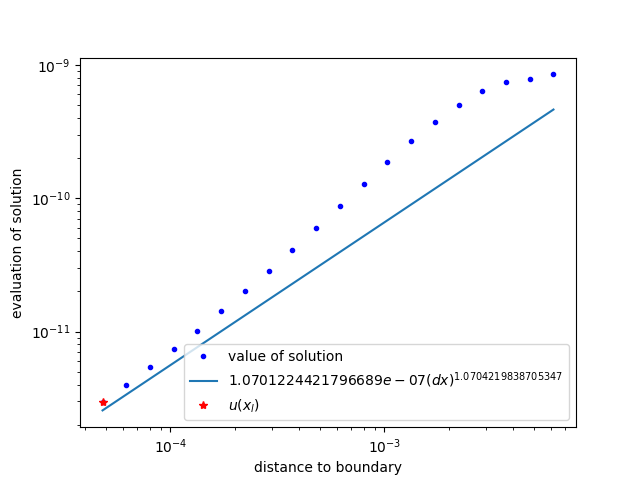 10⁻⁹
10⁻¹⁰
10⁻¹¹
evaluation of solution
value of solution
1.0701224421796689e − 07(dx)^1.0704219838705347
u(x_l)
10⁻⁴
10⁻³
distance to boundary